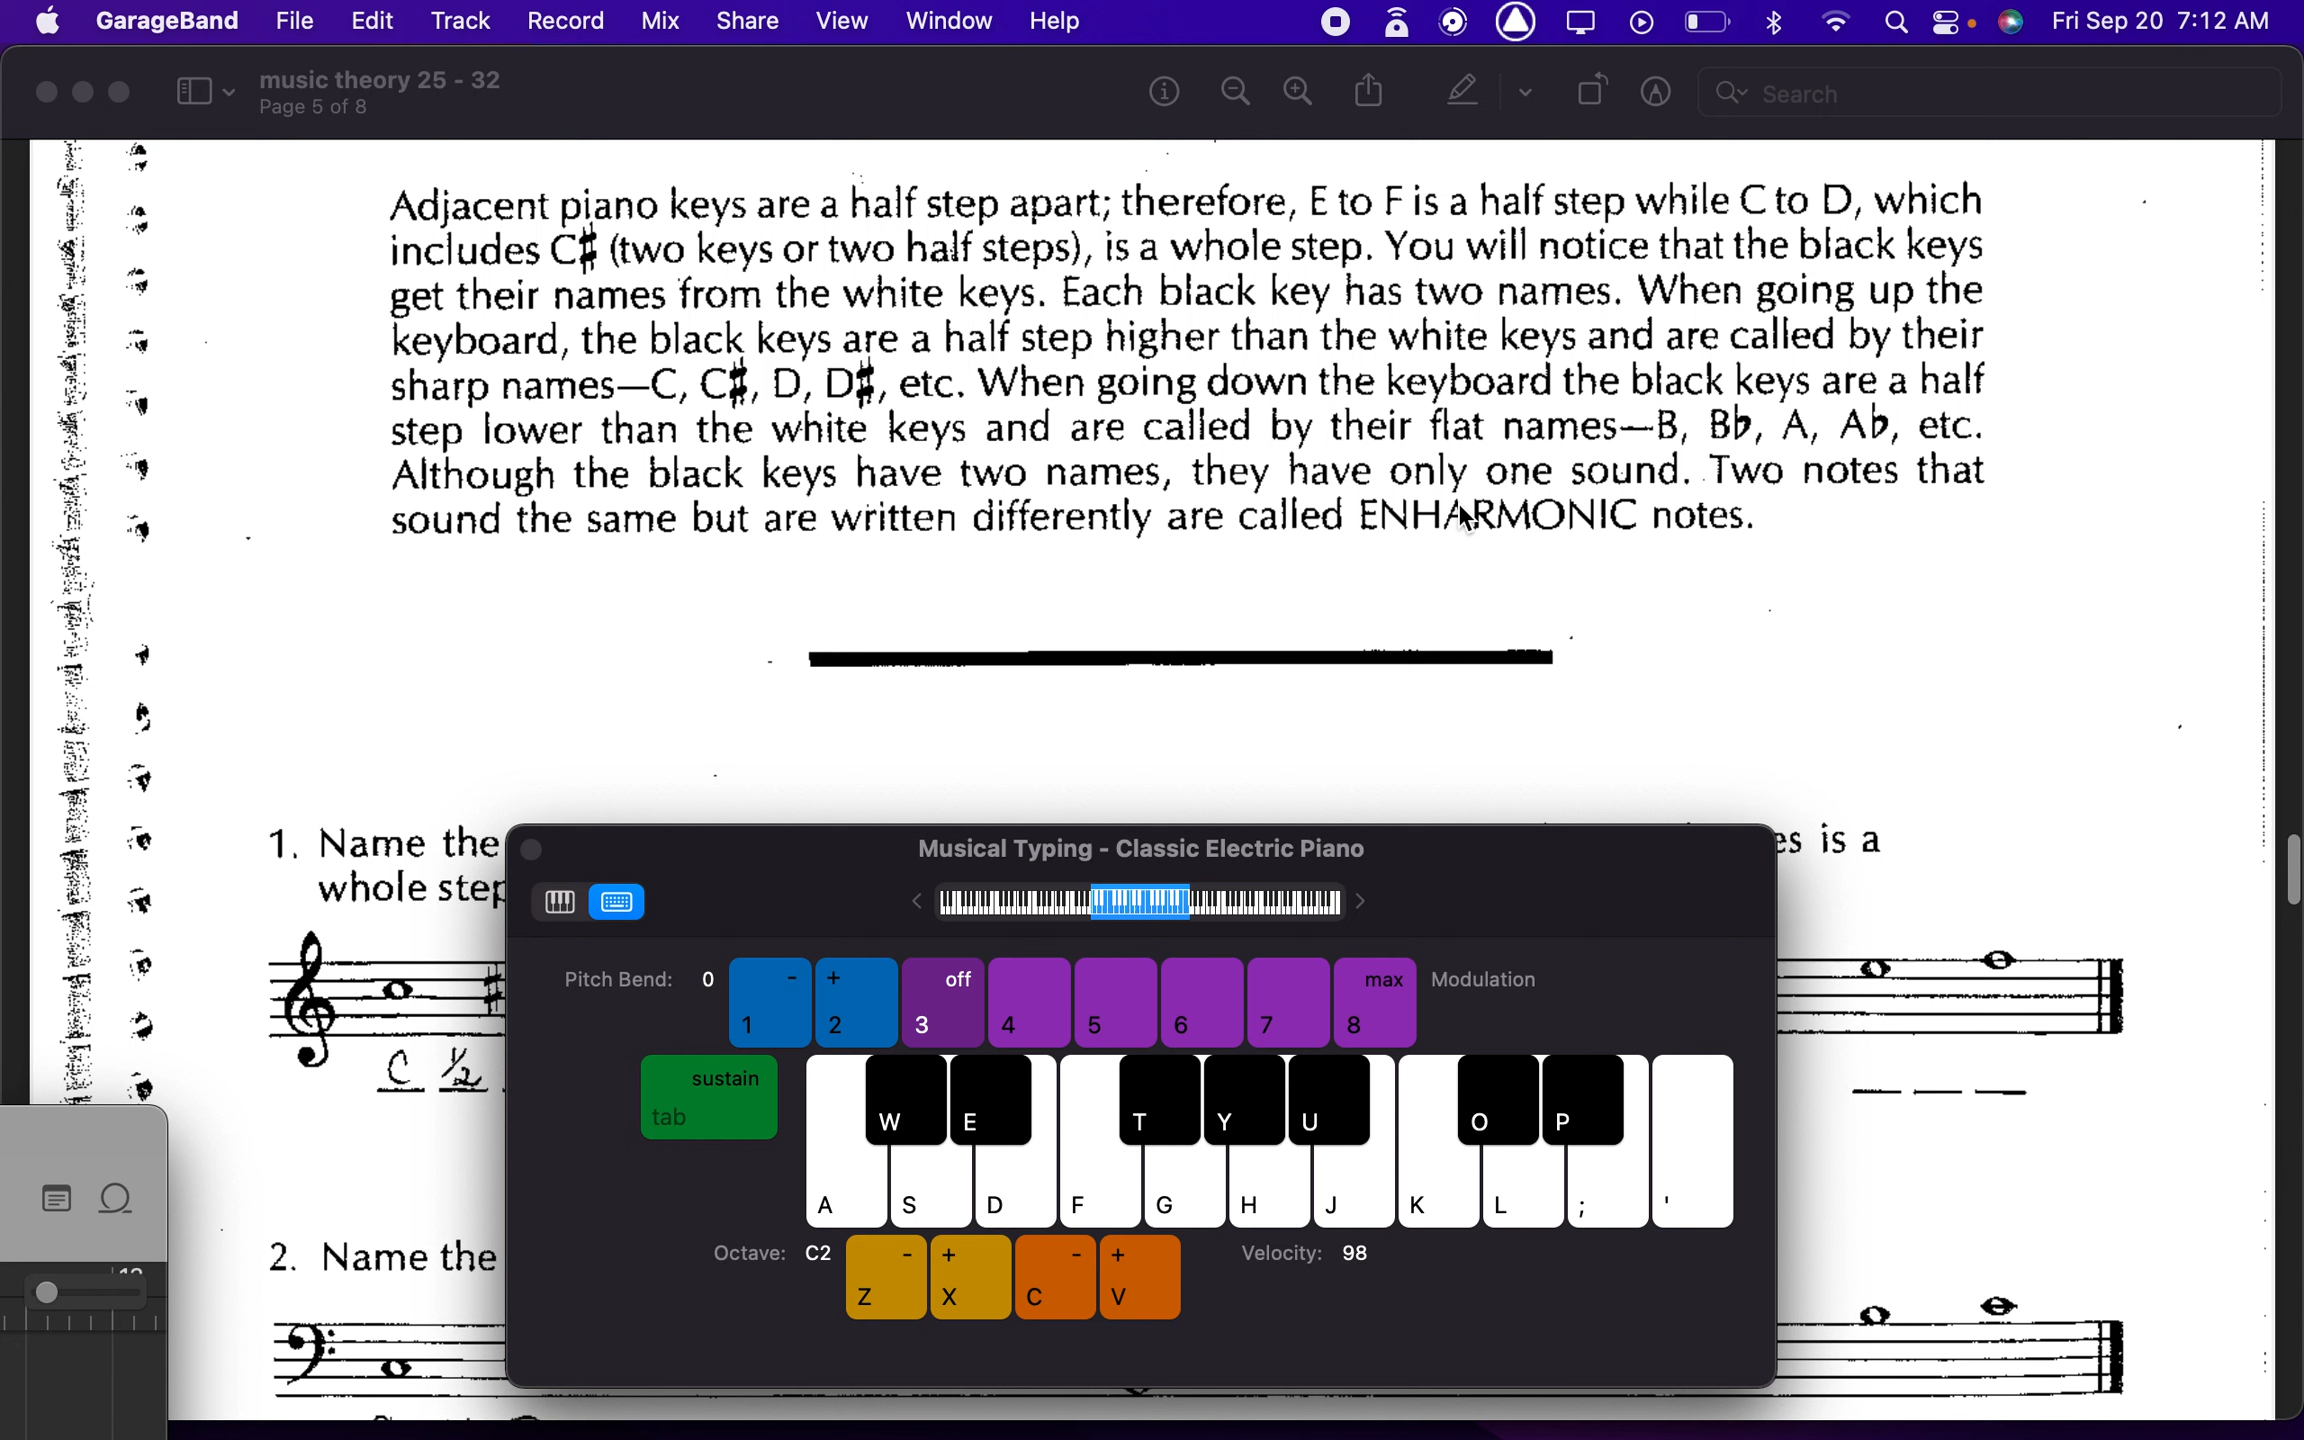 GarageBand File Edit Track Record Mix Share View Window Help Fri Sep 20 7:12 AM
music theory 25 - 32
Page 5 of 8
Search
Adjacent piano keys are a half step apart; therefore, E to F is a half step while C to D, which
includes C♯ (two keys or two half steps), is a whole step. You will notice that the black keys
get their names from the white keys. Each black key has two names. When going up the
keyboard, the black keys are a half step higher than the white keys and are called by their
sharp names—C, C♯, D, D♯, etc. When going down the keyboard the black keys are a half
step lower than the white keys and are called by their flat names—B, B♭, A, A♭, etc.
Although the black keys have two names, they have only one sound. Two notes that
sound the same but are written differently are called ENHARMONIC notes.
1. Name the es is a
whole step
C ½
Musical Typing - Classic Electric Piano
Pitch Bend: 0 - + off max Modulation
1 2 3 4 5 6 7 8
sustain
tab
W E T Y U O P
A S D F G H J K L ; '
Octave: C2 - + - + Velocity: 98
Z X C V
2. Name the